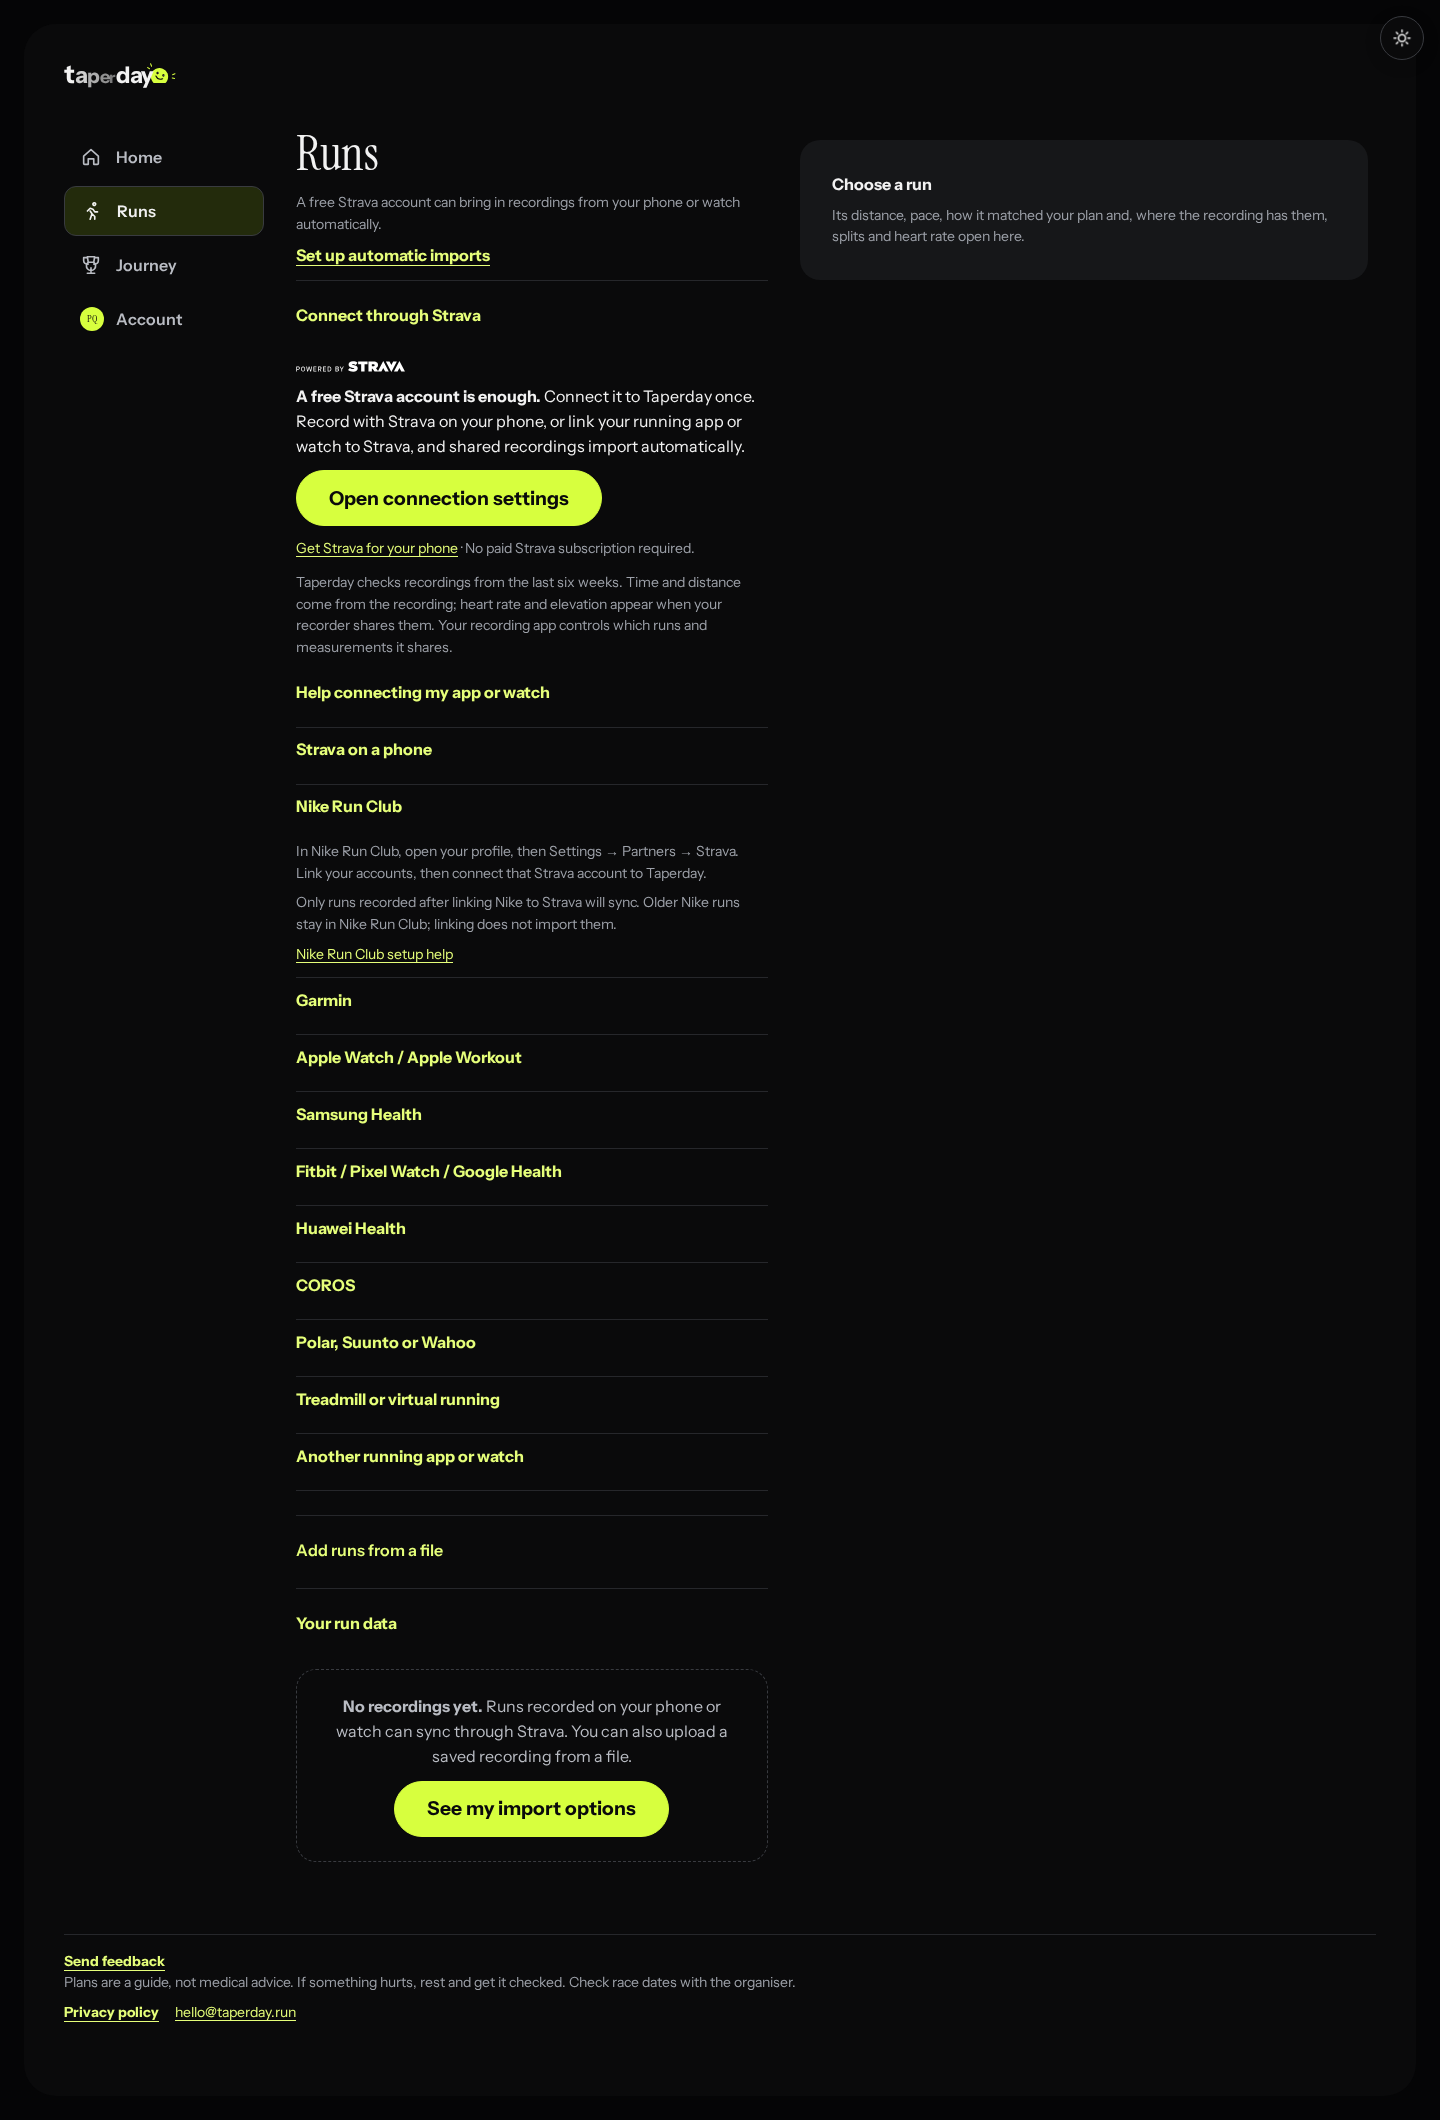 taperday
Home
Runs
Journey
PQ Account
Runs
A free Strava account can bring in recordings from your phone or watch
automatically.
Set up automatic imports
Connect through Strava
POWERED BY STRAVA
A free Strava account is enough. Connect it to Taperday once.
Record with Strava on your phone, or link your running app or
watch to Strava, and shared recordings import automatically.
Open connection settings
Get Strava for your phone · No paid Strava subscription required.
Taperday checks recordings from the last six weeks. Time and distance
come from the recording; heart rate and elevation appear when your
recorder shares them. Your recording app controls which runs and
measurements it shares.
Help connecting my app or watch
Strava on a phone
Nike Run Club
In Nike Run Club, open your profile, then Settings → Partners → Strava.
Link your accounts, then connect that Strava account to Taperday.
Only runs recorded after linking Nike to Strava will sync. Older Nike runs
stay in Nike Run Club; linking does not import them.
Nike Run Club setup help
Garmin
Apple Watch / Apple Workout
Samsung Health
Fitbit / Pixel Watch / Google Health
Huawei Health
COROS
Polar, Suunto or Wahoo
Treadmill or virtual running
Another running app or watch
Add runs from a file
Your run data
No recordings yet. Runs recorded on your phone or
watch can sync through Strava. You can also upload a
saved recording from a file.
See my import options
Choose a run
Its distance, pace, how it matched your plan and, where the recording has them,
splits and heart rate open here.
Send feedback
Plans are a guide, not medical advice. If something hurts, rest and get it checked. Check race dates with the organiser.
Privacy policy hello@taperday.run